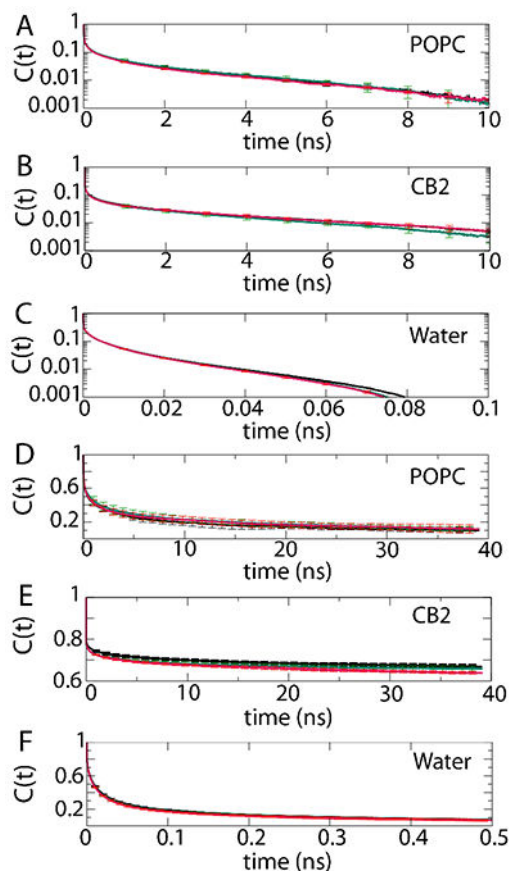 A
POPC
C(t)
1
0.1
0.01
0.001
0 2 4 6 8 10
time (ns)
B
CB2
C(t)
1
0.1
0.01
0.001
0 2 4 6 8 10
time (ns)
C
Water
C(t)
1
0.1
0.01
0.001
0 0.02 0.04 0.06 0.08 0.1
time (ns)
D
POPC
C(t)
1
0.6
0.2
0 10 20 30 40
time (ns)
E
CB2
C(t)
1
0.8
0.6
0 10 20 30 40
time (ns)
F
Water
C(t)
1
0.6
0.2
0 0.1 0.2 0.3 0.4 0.5
time (ns)